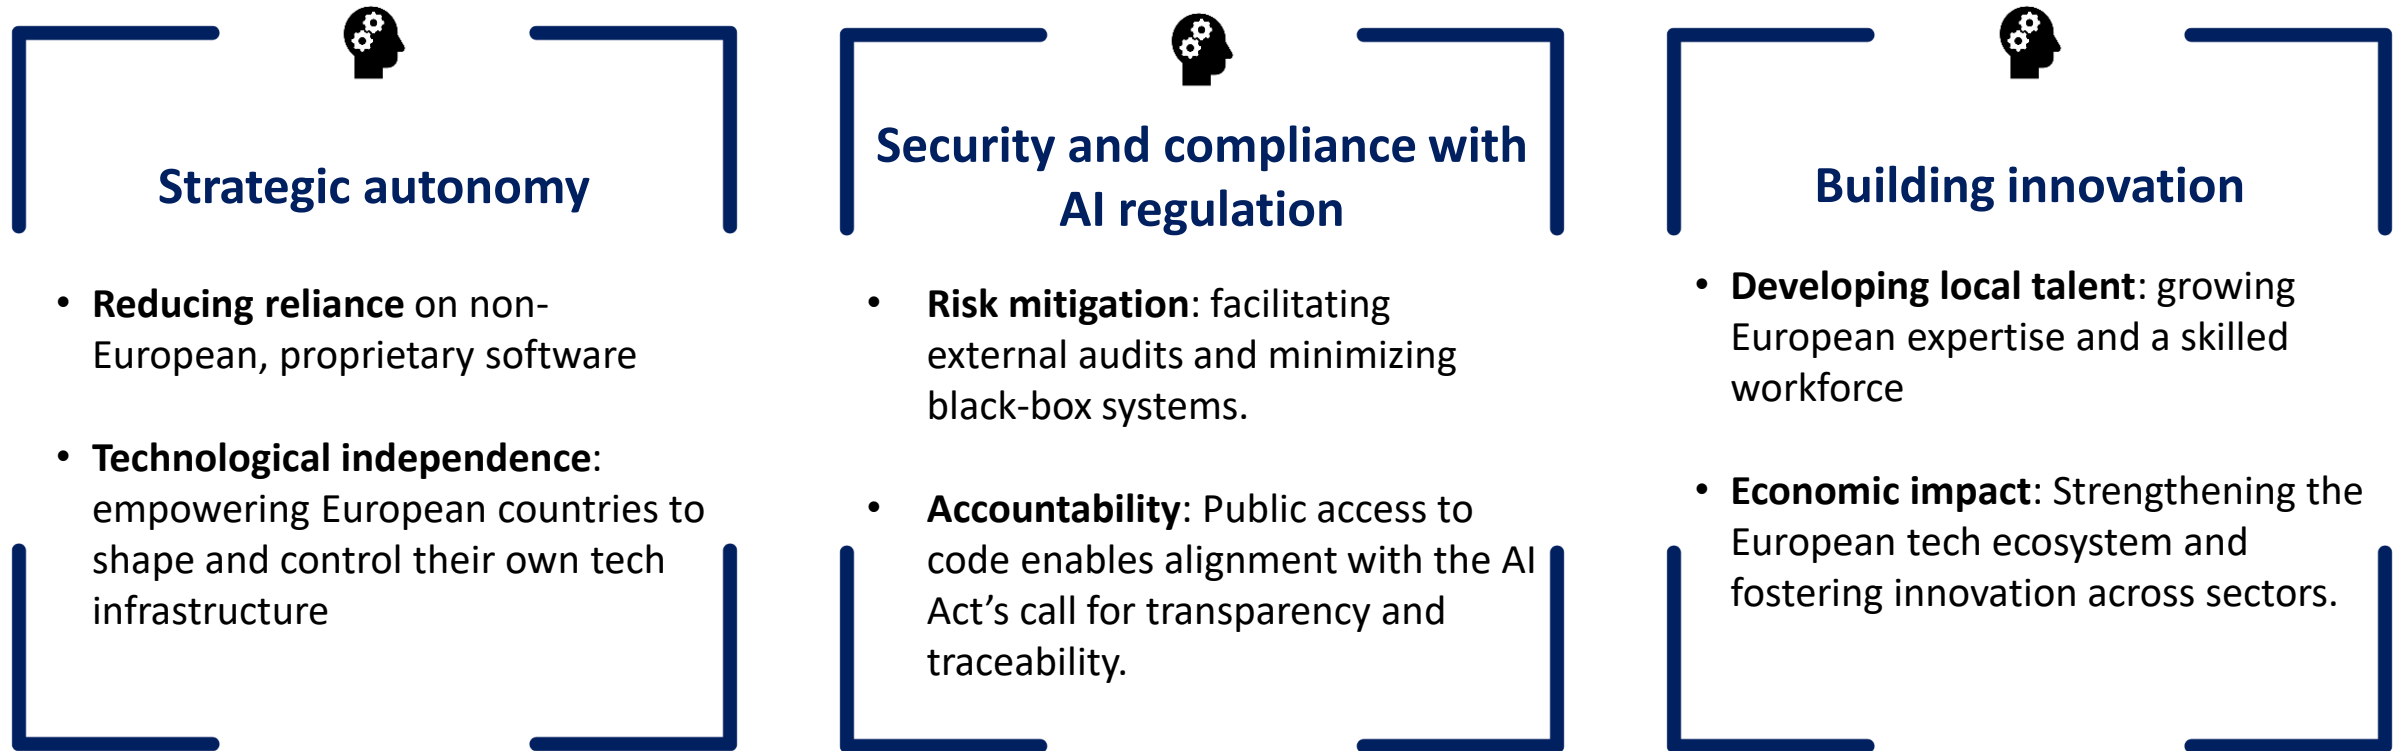 Strategic autonomy
• Reducing reliance on non-
European, proprietary software
• Technological independence:
empowering European countries to
shape and control their own tech
infrastructure
Security and compliance with
AI regulation
• Risk mitigation: facilitating
external audits and minimizing
black-box systems.
• Accountability: Public access to
code enables alignment with the AI
Act’s call for transparency and
traceability.
Building innovation
• Developing local talent: growing
European expertise and a skilled
workforce
• Economic impact: Strengthening the
European tech ecosystem and
fostering innovation across sectors.